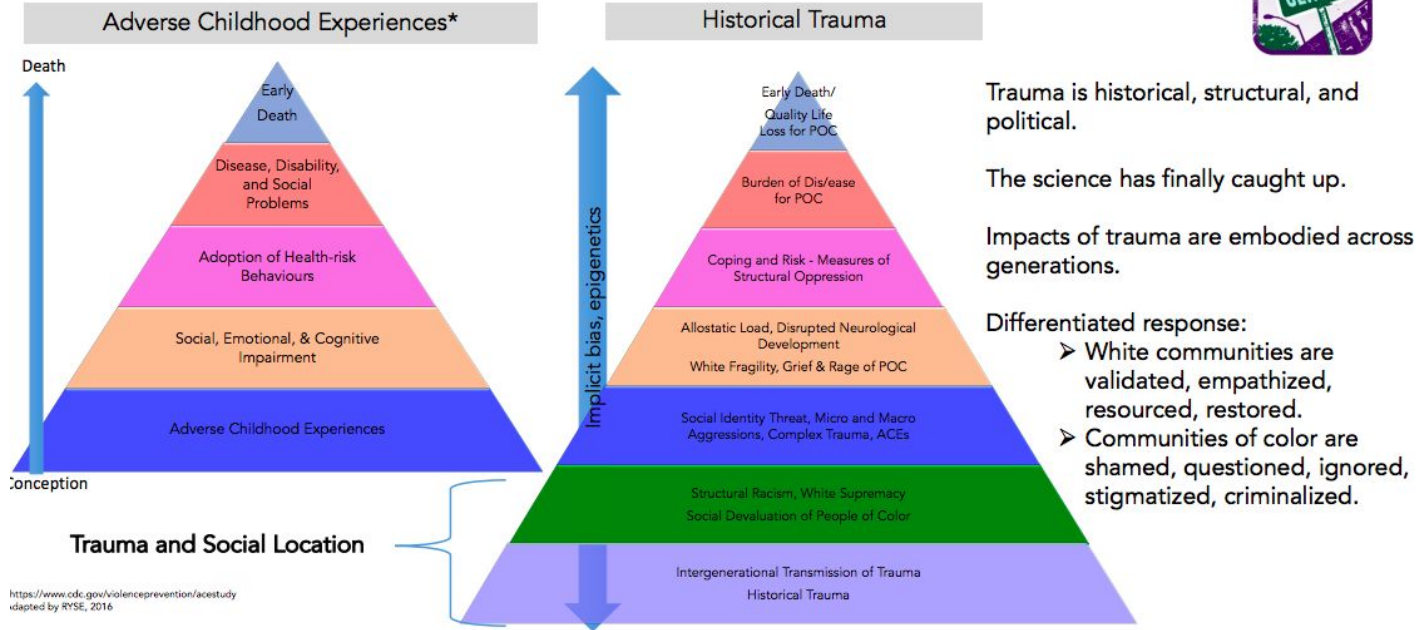 Adverse Childhood Experiences*
Death
Early
Death
Disease, Disability,
and Social
Problems
Adoption of Health-risk
Behaviours
Social, Emotional, & Cognitive
Impairment
Adverse Childhood Experiences
Conception
Trauma and Social Location
https://www.cdc.gov/violenceprevention/acestudy
Adapted by RYSE, 2016
Historical Trauma
Implicit bias, epigenetics
Early Death/
Quality Life
Loss for POC
Burden of Dis/ease
for POC
Coping and Risk - Measures of
Structural Oppression
Allostatic Load, Disrupted Neurological
Development
White Fragility, Grief & Rage of POC
Social Identity Threat, Micro and Macro
Aggressions, Complex Trauma, ACEs
Structural Racism, White Supremacy
Social Devaluation of People of Color
Intergenerational Transmission of Trauma
Historical Trauma
Trauma is historical, structural, and
political.
The science has finally caught up.
Impacts of trauma are embodied across
generations.
Differentiated response:
➢ White communities are
validated, empathized,
resourced, restored.
➢ Communities of color are
shamed, questioned, ignored,
stigmatized, criminalized.